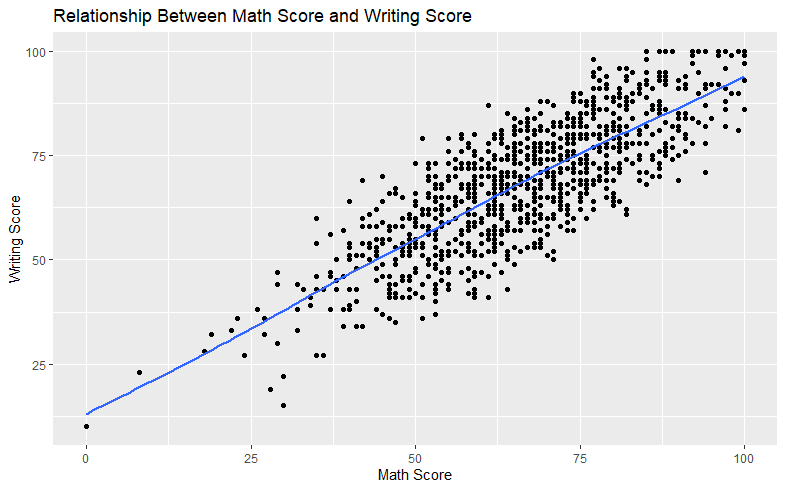 Relationship Between Math Score and Writing Score
100
75
50
25
Writing Score
0 25 50 75 100
Math Score